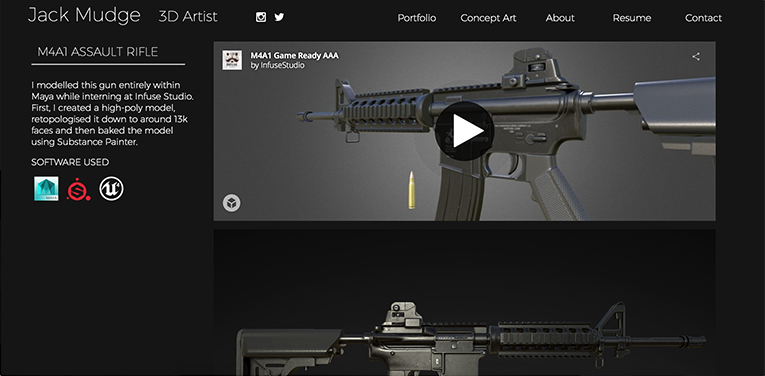 Jack Mudge 3D Artist
Portfolio Concept Art About Resume Contact
M4A1 ASSAULT RIFLE
I modelled this gun entirely within
Maya while interning at Infuse Studio.
First, I created a high-poly model,
retopologised it down to around 13k
faces and then baked the model
using Substance Painter.
SOFTWARE USED
M4A1 Game Ready AAA
by InfuseStudio